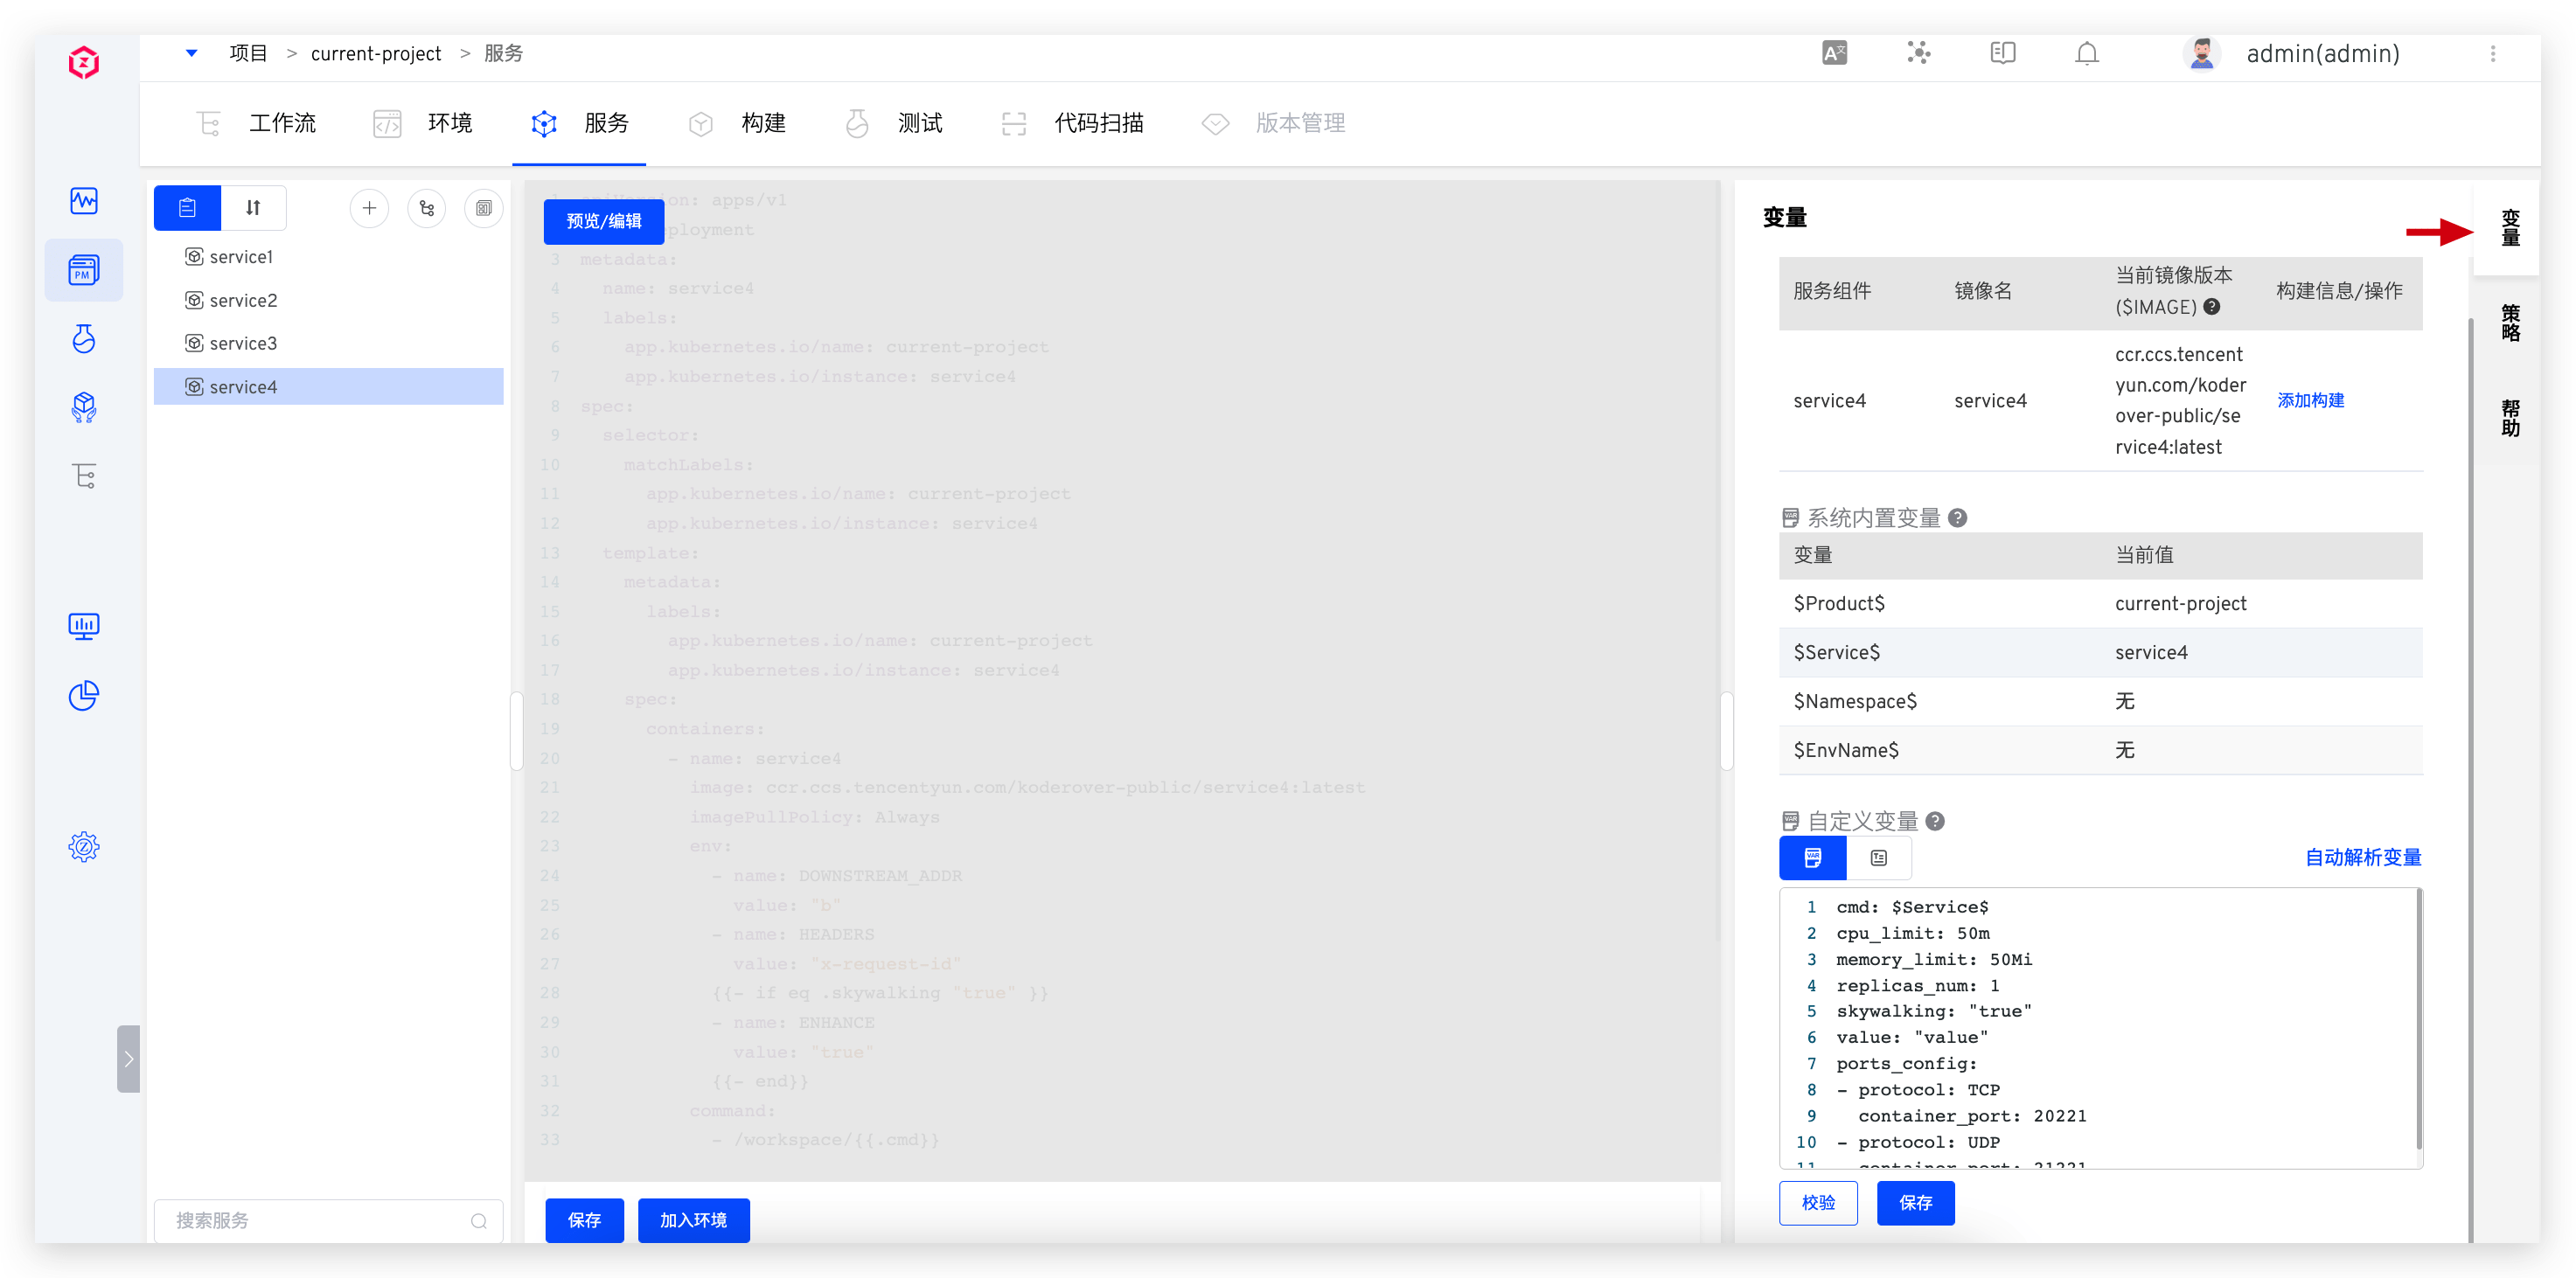 项目 > current-project > 服务
admin(admin)
工作流 环境 服务 构建 测试 代码扫描 版本管理
service1
service2
service3
service4
搜索服务
预览/编辑
3 metadata:
4 name: service4
5 labels:
6 app.kubernetes.io/name: current-project
7 app.kubernetes.io/instance: service4
8 spec:
9 selector:
10 matchLabels:
11 app.kubernetes.io/name: current-project
12 app.kubernetes.io/instance: service4
13 template:
14 metadata:
15 labels:
16 app.kubernetes.io/name: current-project
17 app.kubernetes.io/instance: service4
18 spec:
19 containers:
20 - name: service4
21 image: ccr.ccs.tencentyun.com/koderover-public/service4:latest
22 imagePullPolicy: Always
23 env:
24 - name: DOWNSTREAM_ADDR
25 value: "b"
26 - name: HEADERS
27 value: "x-request-id"
28 {{- if eq .skywalking "true" }}
29 - name: ENHANCE
30 value: "true"
31 {{- end}}
32 command:
33 - /workspace/{{.cmd}}
保存 加入环境
变量
服务组件 镜像名 当前镜像版本($IMAGE) 构建信息/操作
service4 service4 ccr.ccs.tencentyun.com/koderover-public/service4:latest 添加构建
系统内置变量
变量 当前值
$Product$ current-project
$Service$ service4
$Namespace$ 无
$EnvName$ 无
自定义变量
自动解析变量
1 cmd: $Service$
2 cpu_limit: 50m
3 memory_limit: 50Mi
4 replicas_num: 1
5 skywalking: "true"
6 value: "value"
7 ports_config:
8 - protocol: TCP
9 container_port: 20221
10 - protocol: UDP
11 container_port: 21221
校验 保存
变量
策略
帮助